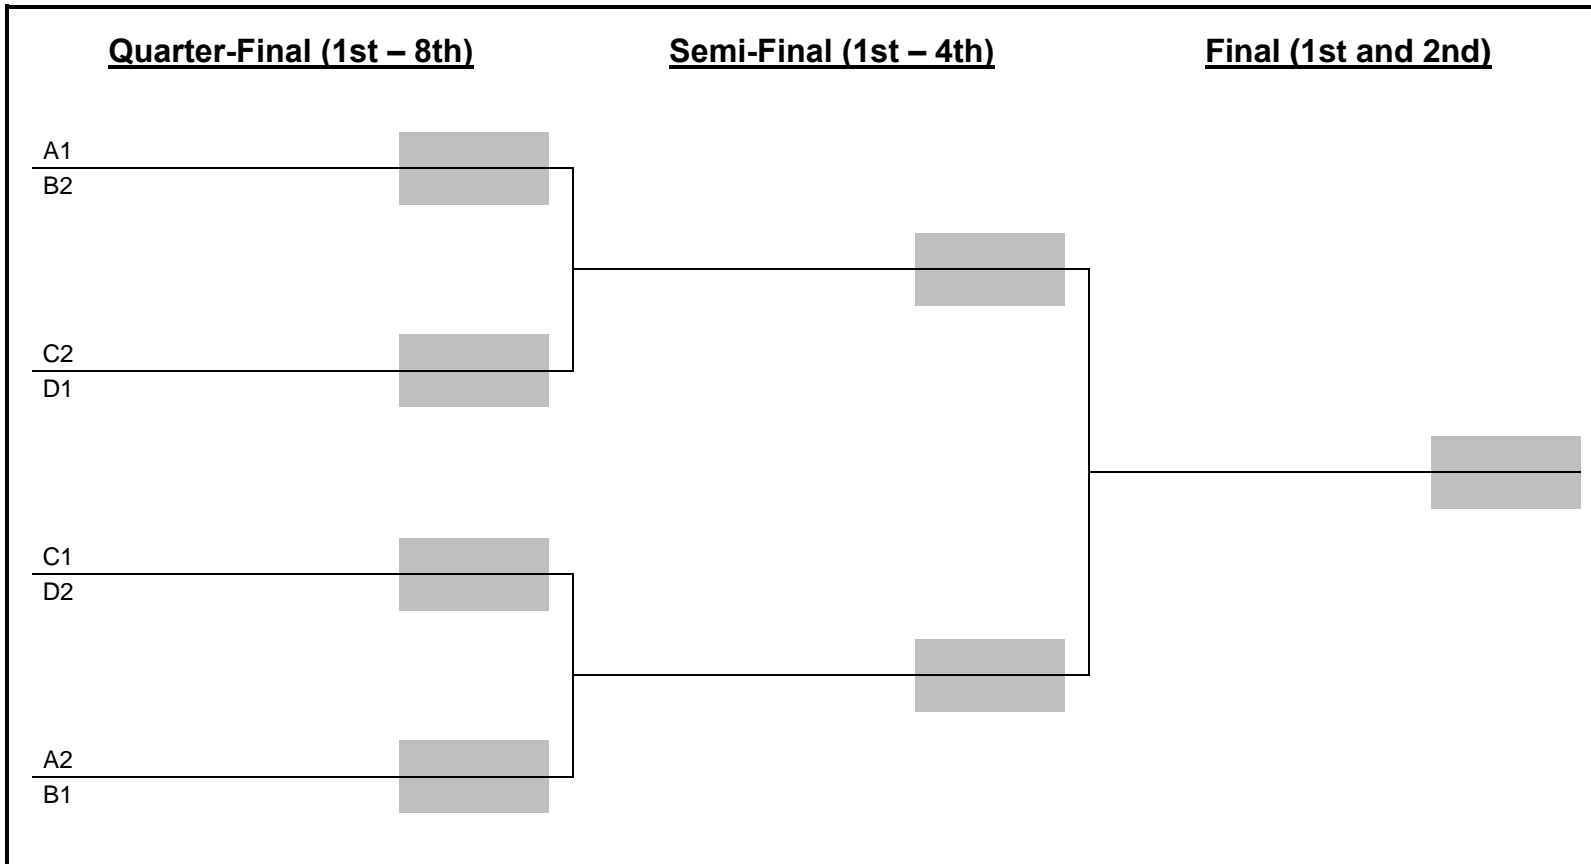 Quarter-Final (1st – 8th) Semi-Final (1st – 4th) Final (1st and 2nd)
A1
B2
C2
D1
C1
D2
A2
B1